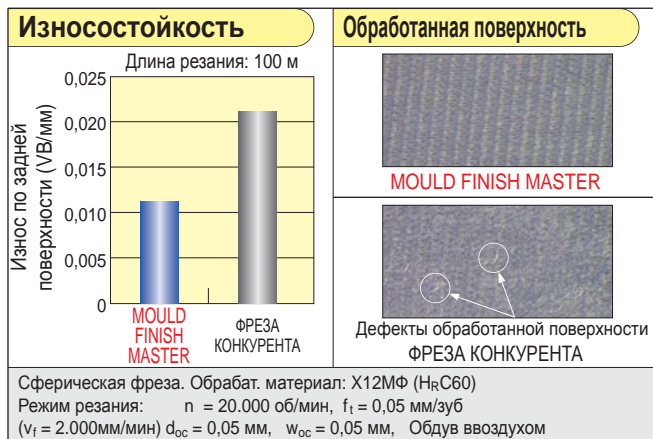 Износостойкость
Длина резания: 100 м
Износ по задней
поверхности (VB/мм)
0,025
0,020
0,015
0,010
0,005
0
MOULD
FINISH
MASTER
ФРЕЗА
КОНКУРЕНТА
Обработанная поверхность
MOULD FINISH MASTER
Дефекты обработанной поверхности
ФРЕЗА КОНКУРЕНТА
Сферическая фреза. Обрабат. материал: Х12МФ (HRC60)
Режим резания: n = 20.000 об/мин, ft = 0,05 мм/зуб
(vf = 2.000мм/мин) doc = 0,05 мм, woc = 0,05 мм, Обдув ввоздухом